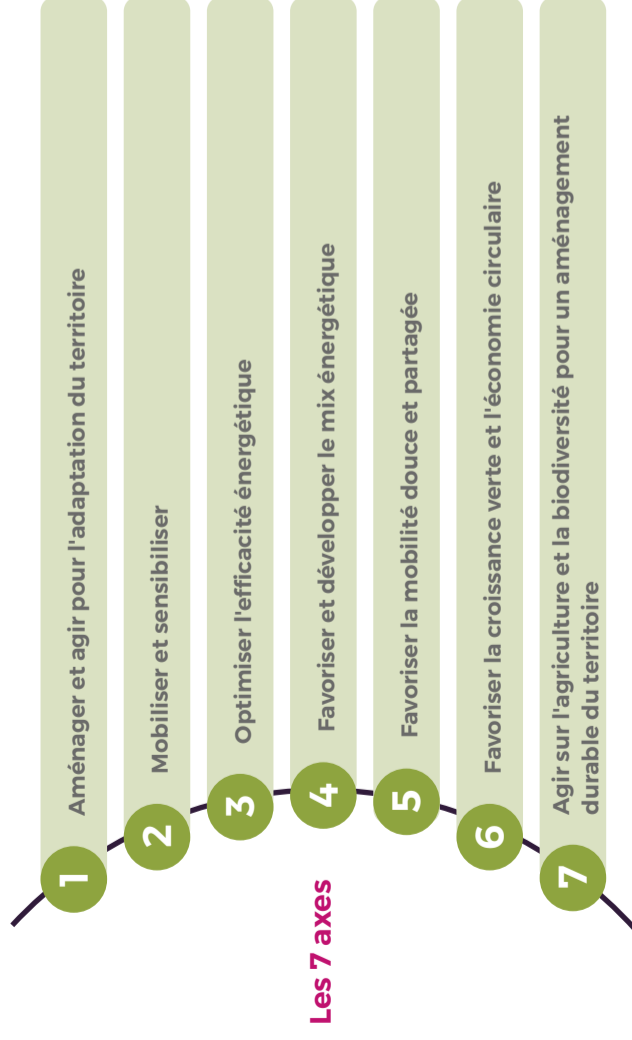 Les 7 axes
1
Aménager et agir pour l'adaptation du territoire
2
Mobiliser et sensibiliser
3
Optimiser l'efficacité énergétique
4
Favoriser et développer le mix énergétique
5
Favoriser la mobilité douce et partagée
6
Favoriser la croissance verte et l'économie circulaire
7
Agir sur l'agriculture et la biodiversité pour un aménagement
durable du territoire